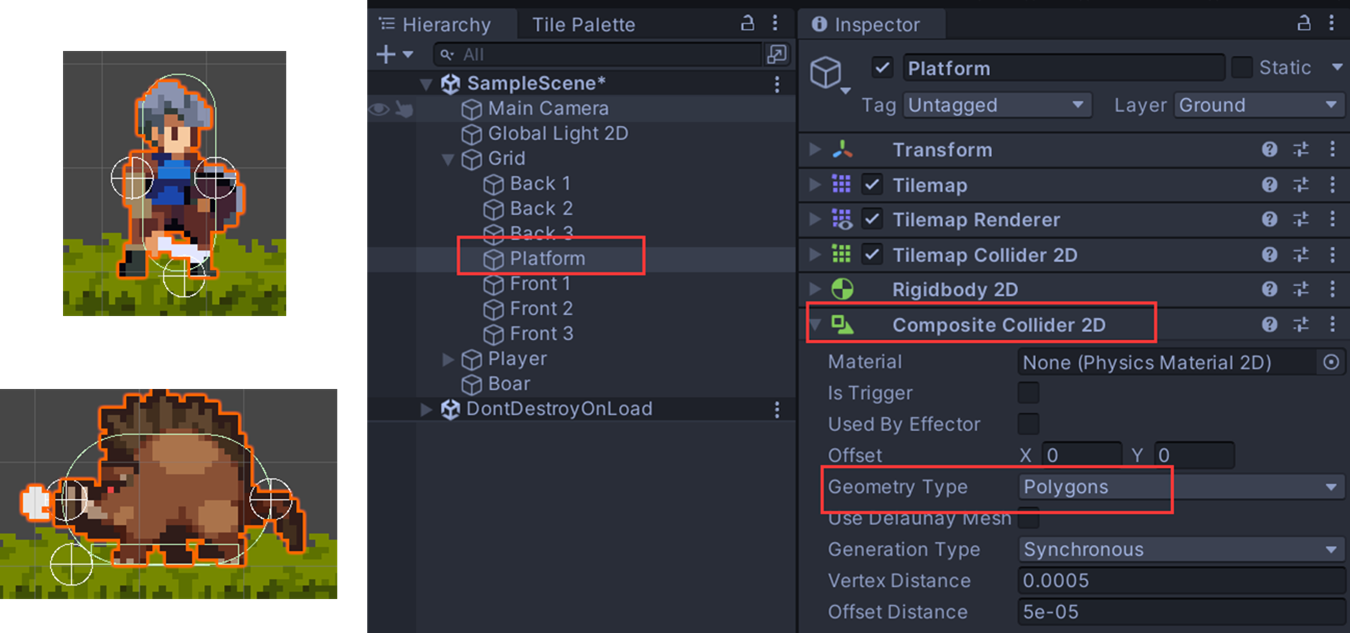 Hierarchy
Tile Palette
All
SampleScene*
Main Camera
Global Light 2D
Grid
Back 1
Back 2
Back 3
Platform
Front 1
Front 2
Front 3
Player
Boar
DontDestroyOnLoad
Inspector
Platform
Static
Tag Untagged
Layer Ground
Transform
Tilemap
Tilemap Renderer
Tilemap Collider 2D
Rigidbody 2D
Composite Collider 2D
Material None (Physics Material 2D)
Is Trigger
Used By Effector
Offset X 0 Y 0
Geometry Type Polygons
Use Delaunay Mesh
Generation Type Synchronous
Vertex Distance 0.0005
Offset Distance 5e-05